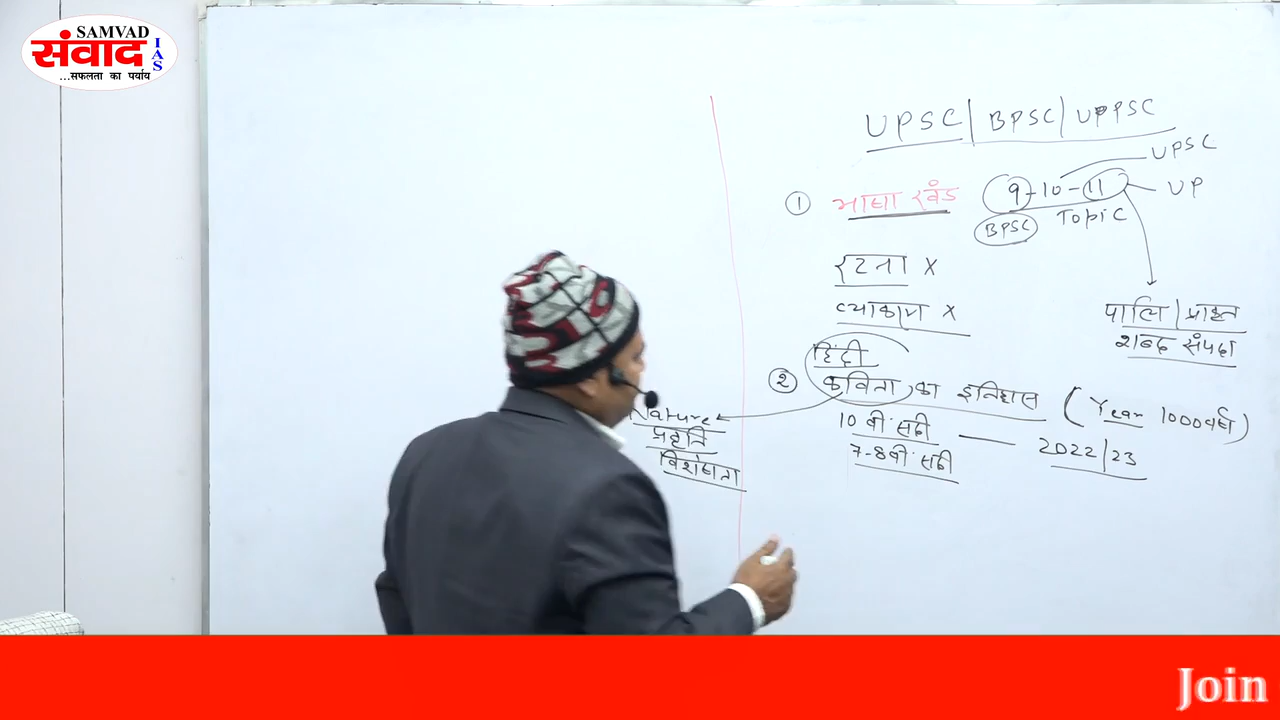 SAMVAD
संवाद IAS
...सफलता का पर्याय
UPSC | BPSC | UPPSC
UPSC
① भाषा खंड 9-10-11 UP
BPSC Topic
रटना X
व्याकरण X
पालि | प्राकृत
शब्द संपदा
हिंदी
② कविता का इतिहास (Year 1000 वर्ष)
Nature
प्रकृति
विशेषता
10 वीं सदी — 2022/23
7-8वीं सदी
Join